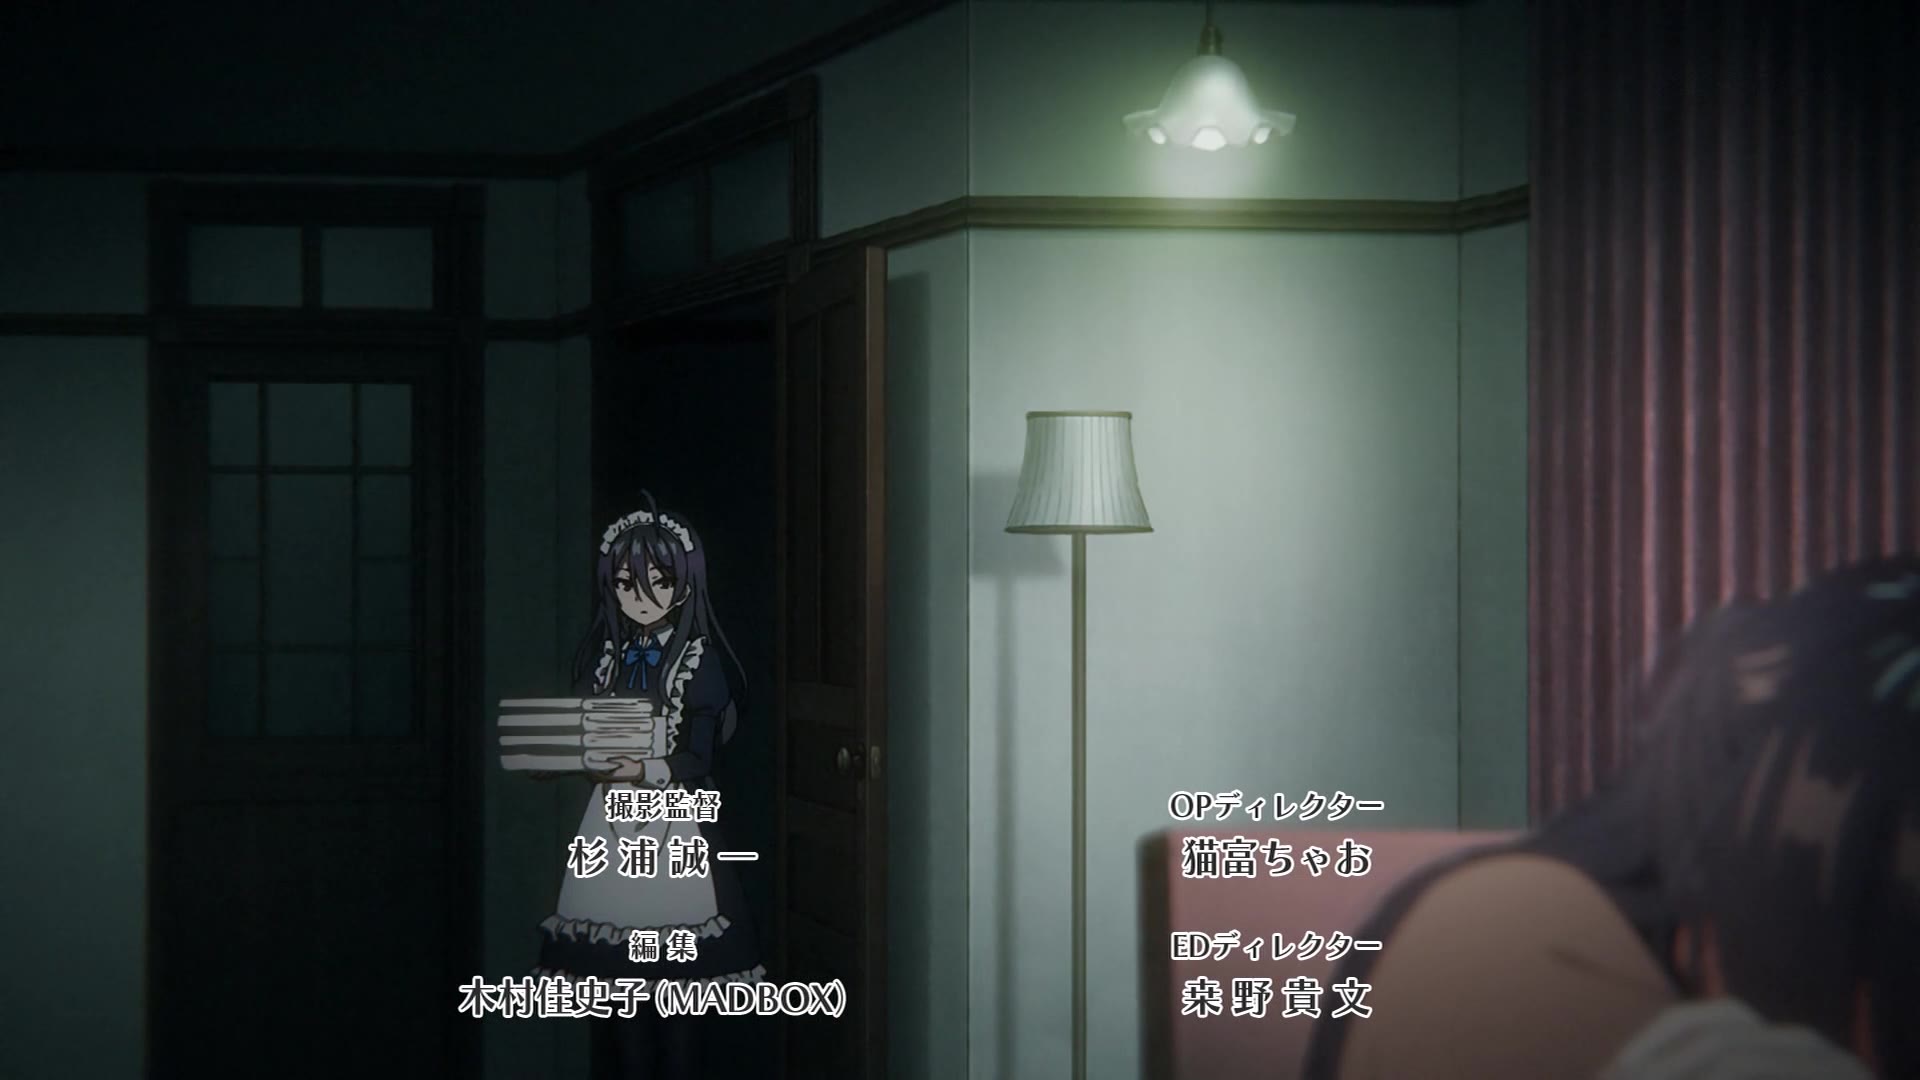 撮影監督
杉浦誠一
編集
木村佳史子(MADBOX)
OPディレクター
猫富ちゃお
EDディレクター
桒野貴文